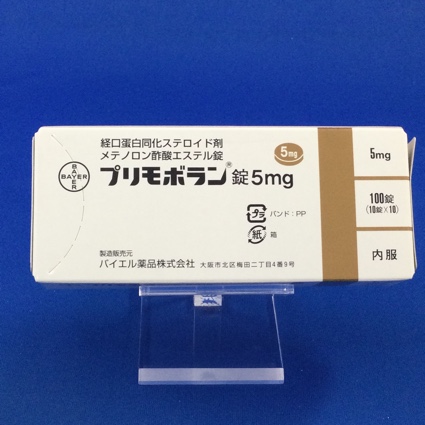 経口蛋白同化ステロイド剤
メテノロン酢酸エステル錠
5mg
BAYER
BAYER
プリモボラン®錠5mg
プラ バンド:PP
紙 箱
製造販売元
バイエル薬品株式会社 大阪市北区梅田二丁目4番9号
5mg
100錠
(10錠×10)
内服